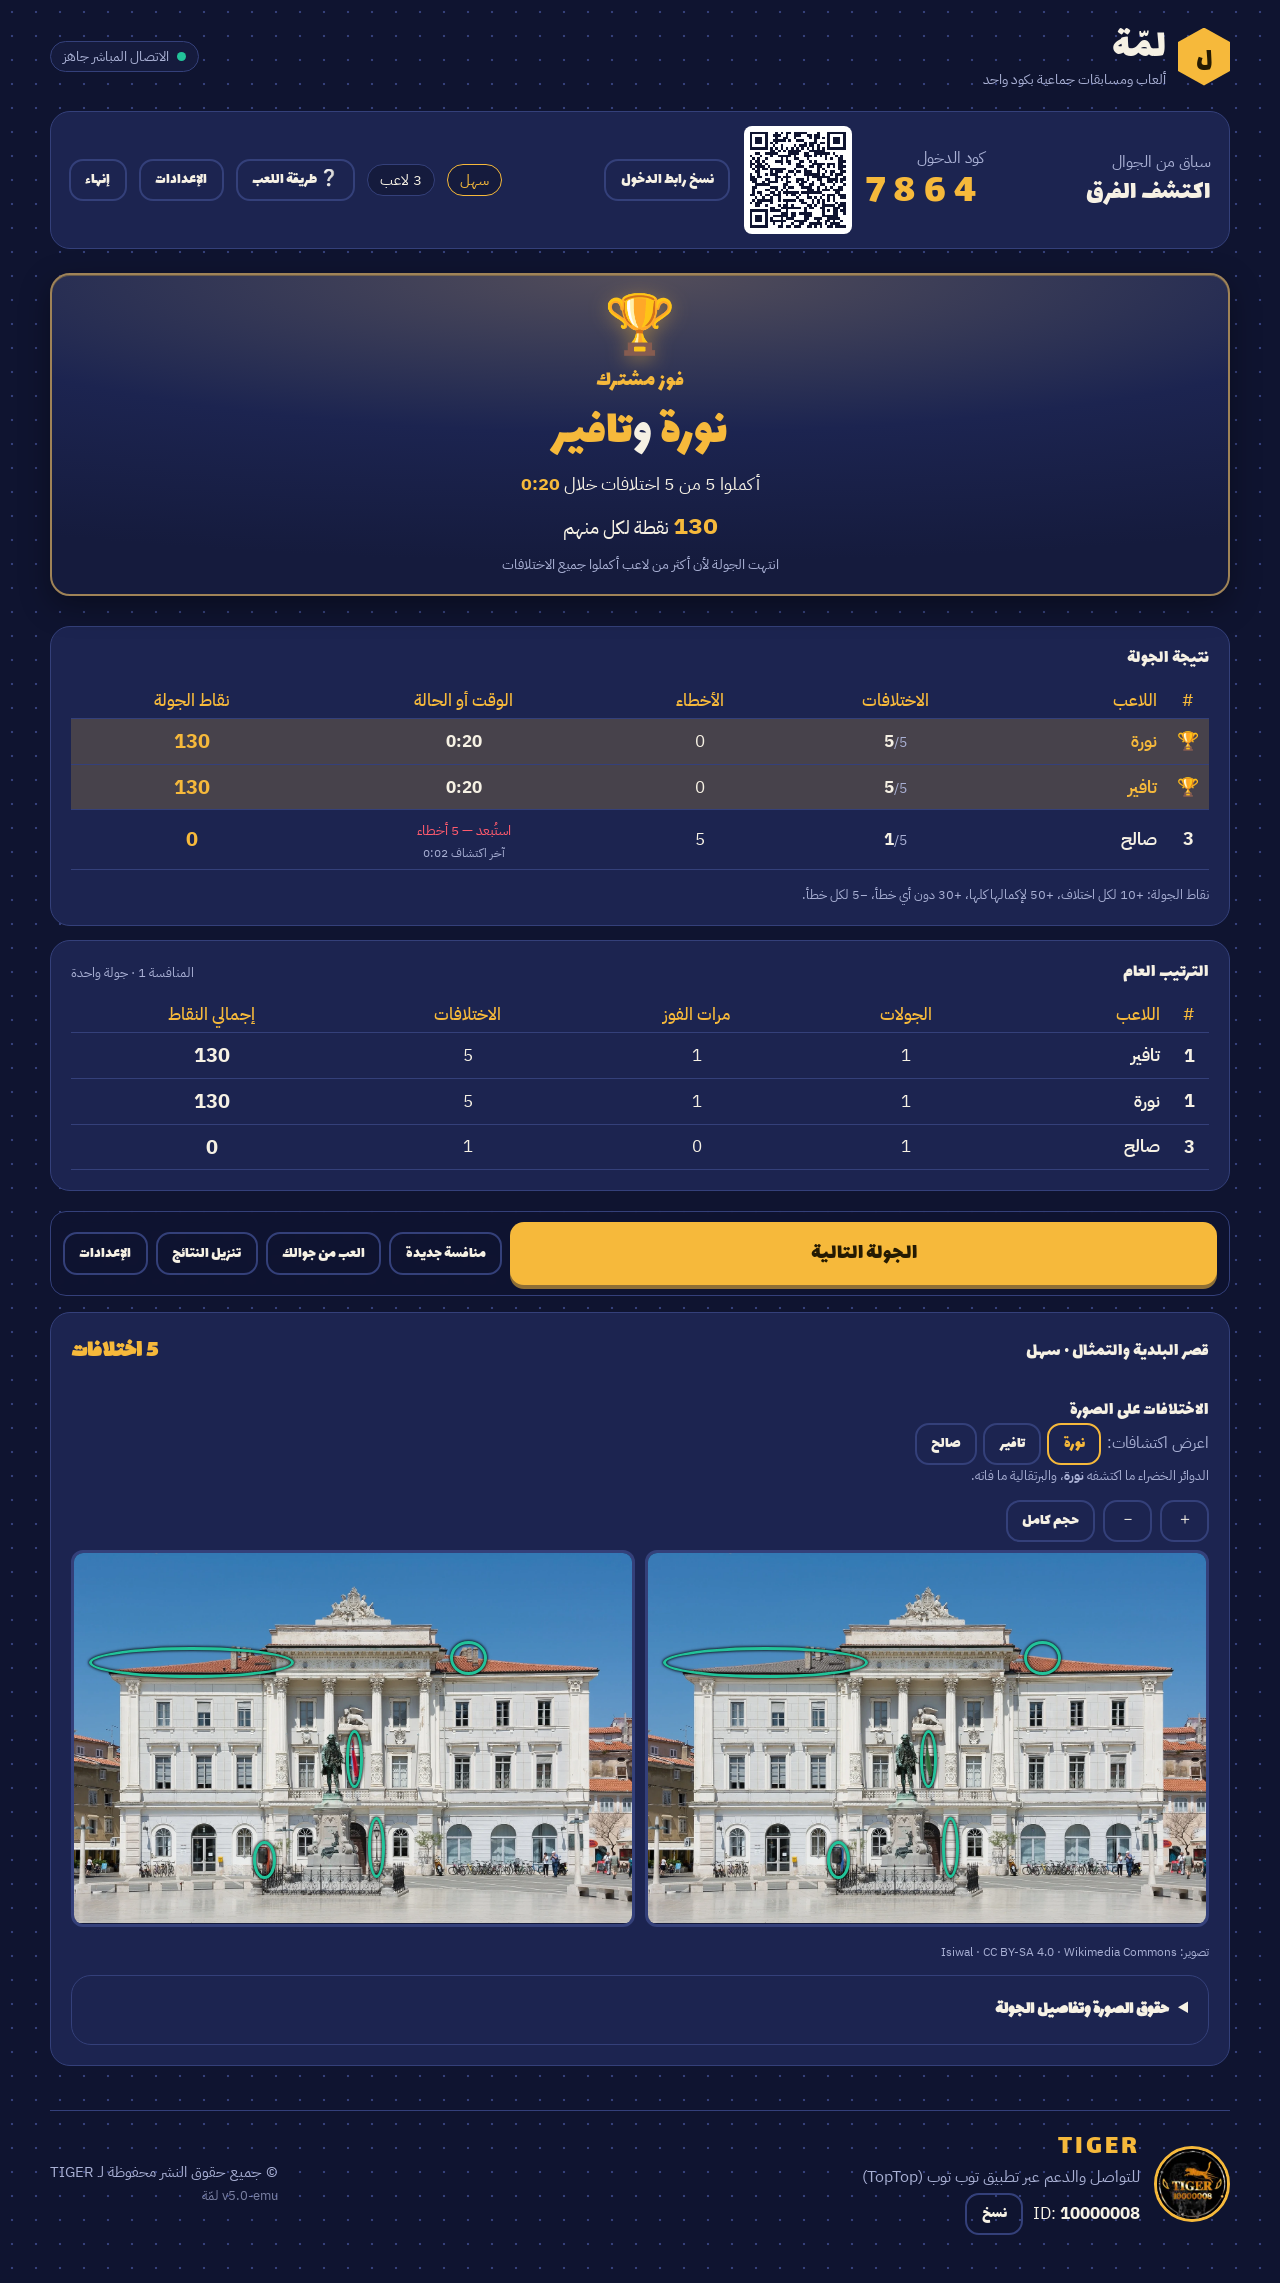 ل
لمّة
ألعاب ومسابقات جماعية بكود واحد
الاتصال المباشر جاهز
سباق من الجوال
اكتشف الفرق
كود الدخول
7864
نسخ رابط الدخول
سهل
3 لاعب
❔ طريقة اللعب
الإعدادات
إنهاء
فوز مشترك
نورة وتافير
أكملوا 5 من 5 اختلافات خلال 0:20
130 نقطة لكل منهم
انتهت الجولة لأن أكثر من لاعب أكملوا جميع الاختلافات
نتيجة الجولة
# اللاعب الاختلافات الأخطاء الوقت أو الحالة نقاط الجولة
🏆 نورة 5/5 0 0:20 130
🏆 تافير 5/5 0 0:20 130
3 صالح 1/5 5 استُبعد — 5 أخطاء 0
آخر اكتشاف 0:02
نقاط الجولة: +10 لكل اختلاف، +50 لإكمالها كلها، +30 دون أي خطأ، −5 لكل خطأ.
الترتيب العام
المنافسة 1 · جولة واحدة
# اللاعب الجولات مرات الفوز الاختلافات إجمالي النقاط
1 تافير 1 1 5 130
1 نورة 1 1 5 130
3 صالح 1 0 1 0
الجولة التالية
منافسة جديدة
العب من جوالك
تنزيل النتائج
الإعدادات
قصر البلدية والتمثال · سهل
5 اختلافات
الاختلافات على الصورة
اعرض اكتشافات: نورة تافير صالح
الدوائر الخضراء ما اكتشفه نورة، والبرتقالية ما فاته.
+ − حجم كامل
تصوير: Isiwal · CC BY-SA 4.0 · Wikimedia Commons
◀ حقوق الصورة وتفاصيل الجولة
TIGER
10000008
TIGER
للتواصل والدعم عبر تطبيق توب توب (TopTop)
ID: 10000008 نسخ
© جميع حقوق النشر محفوظة لـ TIGER
لمّة v5.0-emu